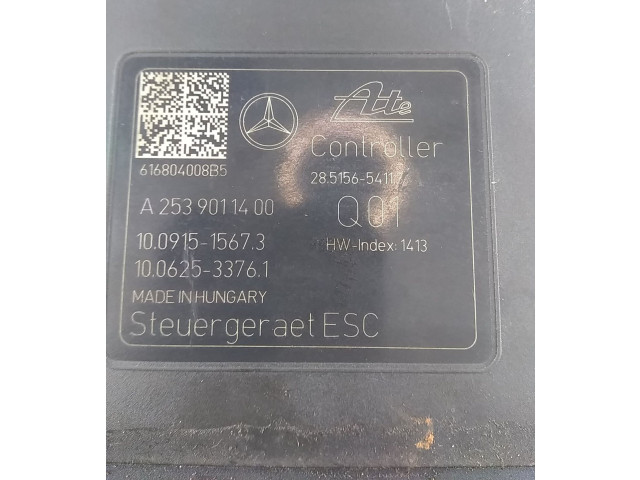 Ate
616804008B5
Controller
28.5156-5411.7
A 253 901 14 00
Q01
10.0915-1567.3
HW-Index: 1413
10.0625-3376.1
MADE IN HUNGARY
Steuergeraet ESC